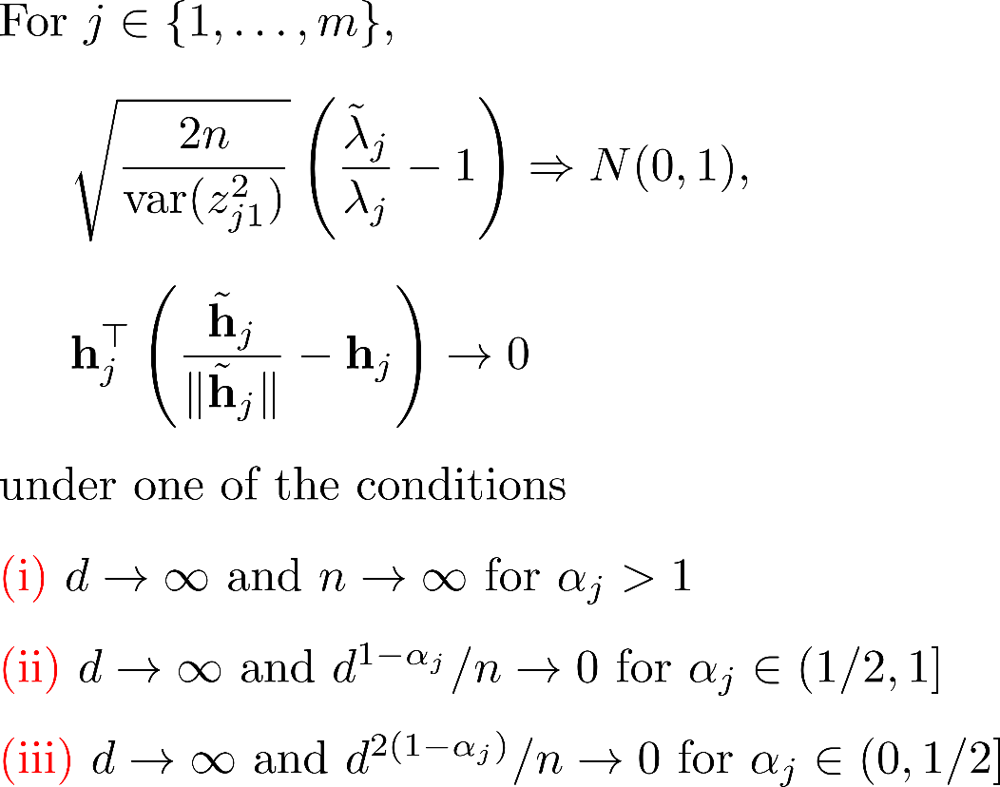 For $j \in \{1, \ldots, m\}$,
$\sqrt{\frac{2n}{\mathrm{var}(z_{j1}^2)}} \left( \frac{\tilde{\lambda}_j}{\lambda_j} - 1 \right) \Rightarrow N(0, 1),$
$\mathbf{h}_j^\top \left( \frac{\tilde{\mathbf{h}}_j}{\|\tilde{\mathbf{h}}_j\|} - \mathbf{h}_j \right) \to 0$
under one of the conditions
(i) $d \to \infty$ and $n \to \infty$ for $\alpha_j > 1$
(ii) $d \to \infty$ and $d^{1-\alpha_j}/n \to 0$ for $\alpha_j \in (1/2, 1]$
(iii) $d \to \infty$ and $d^{2(1-\alpha_j)}/n \to 0$ for $\alpha_j \in (0, 1/2]$